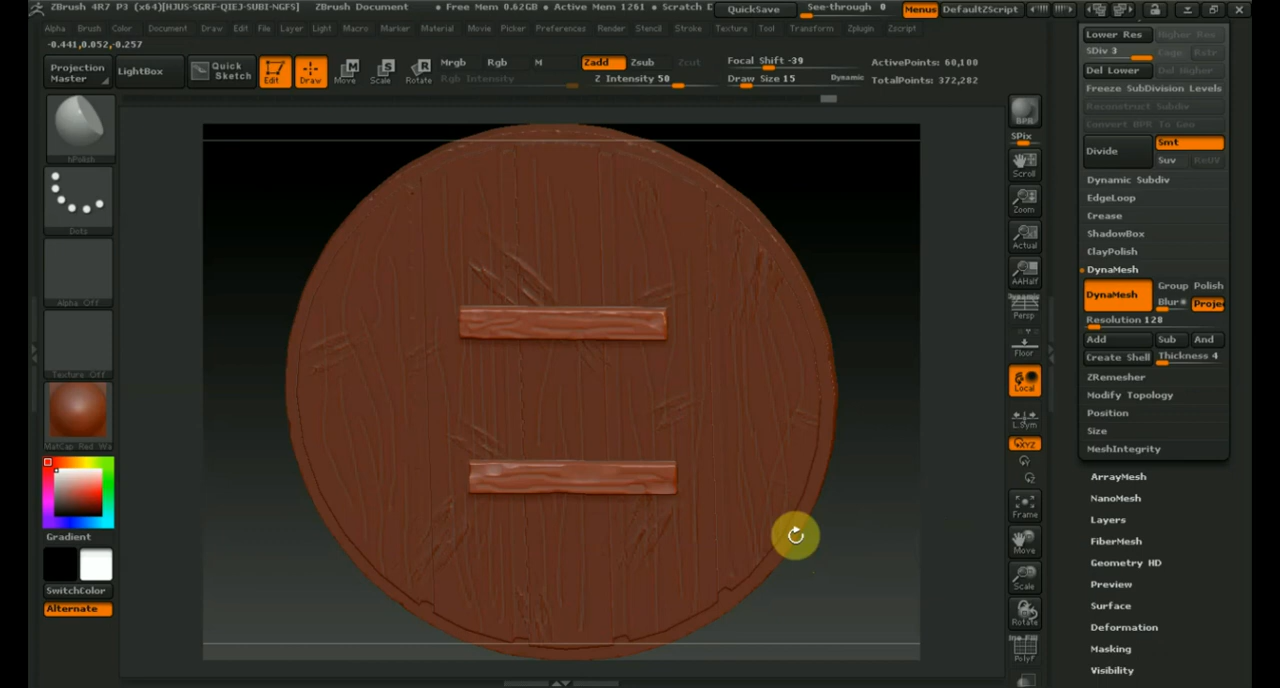 ZBrush 4R7 P3 (x64)[HJUS-SGRF-QIEJ-SUBI-NGFS] ZBrush Document • Free Mem 0.62GB • Active Mem 1261 • Scratch D QuickSave See-through 0 Menus DefaultZScript
Alpha Brush Color Document Draw Edit File Layer Light Macro Marker Material Movie Picker Preferences Render Stencil Stroke Texture Tool Transform Zplugin Zscript
-0.441,0.052,-0.257
Projection Master
LightBox
Quick Sketch
Edit
Draw
Move
Scale
Rotate
Mrgb Rgb M
Rgb Intensity
Zadd Zsub Zcut
Z Intensity 50
Focal Shift -39
Draw Size 15 Dynamic
ActivePoints: 60,100
TotalPoints: 372,282
NPolish
Dots
Alpha Off
Texture Off
MatCap Red Wa
Gradient
SwitchColor
Alternate
BPR
SPix
Scroll
Zoom
Actual
AAHalf
Dynamic
Persp
Floor
Local
L.Sym
XYZ
Frame
Move
Scale
Rotate
PolyF
Lower Res Higher Res
SDiv 3 Cage Rstr
Del Lower Del Higher
Freeze SubDivision Levels
Reconstruct Subdiv
Convert BPR To Geo
Divide
Smt
Suv ReUV
Dynamic Subdiv
EdgeLoop
Crease
ShadowBox
ClayPolish
DynaMesh
DynaMesh
Group Polish
Blur Projec
Resolution 128
Add Sub And
Create Shell Thickness 4
ZRemesher
Modify Topology
Position
Size
MeshIntegrity
ArrayMesh
NanoMesh
Layers
FiberMesh
Geometry HD
Preview
Surface
Deformation
Masking
Visibility